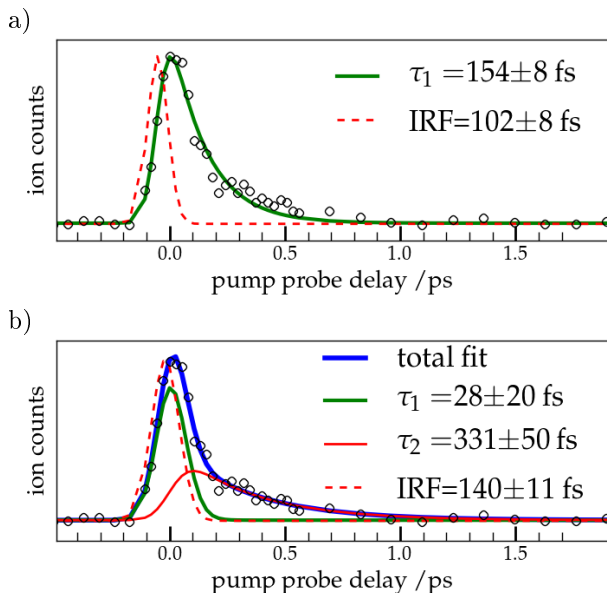 a)
ion counts
τ₁ =154±8 fs
IRF=102±8 fs
0.0 0.5 1.0 1.5
pump probe delay /ps
b)
ion counts
total fit
τ₁ =28±20 fs
τ₂ =331±50 fs
IRF=140±11 fs
0.0 0.5 1.0 1.5
pump probe delay /ps